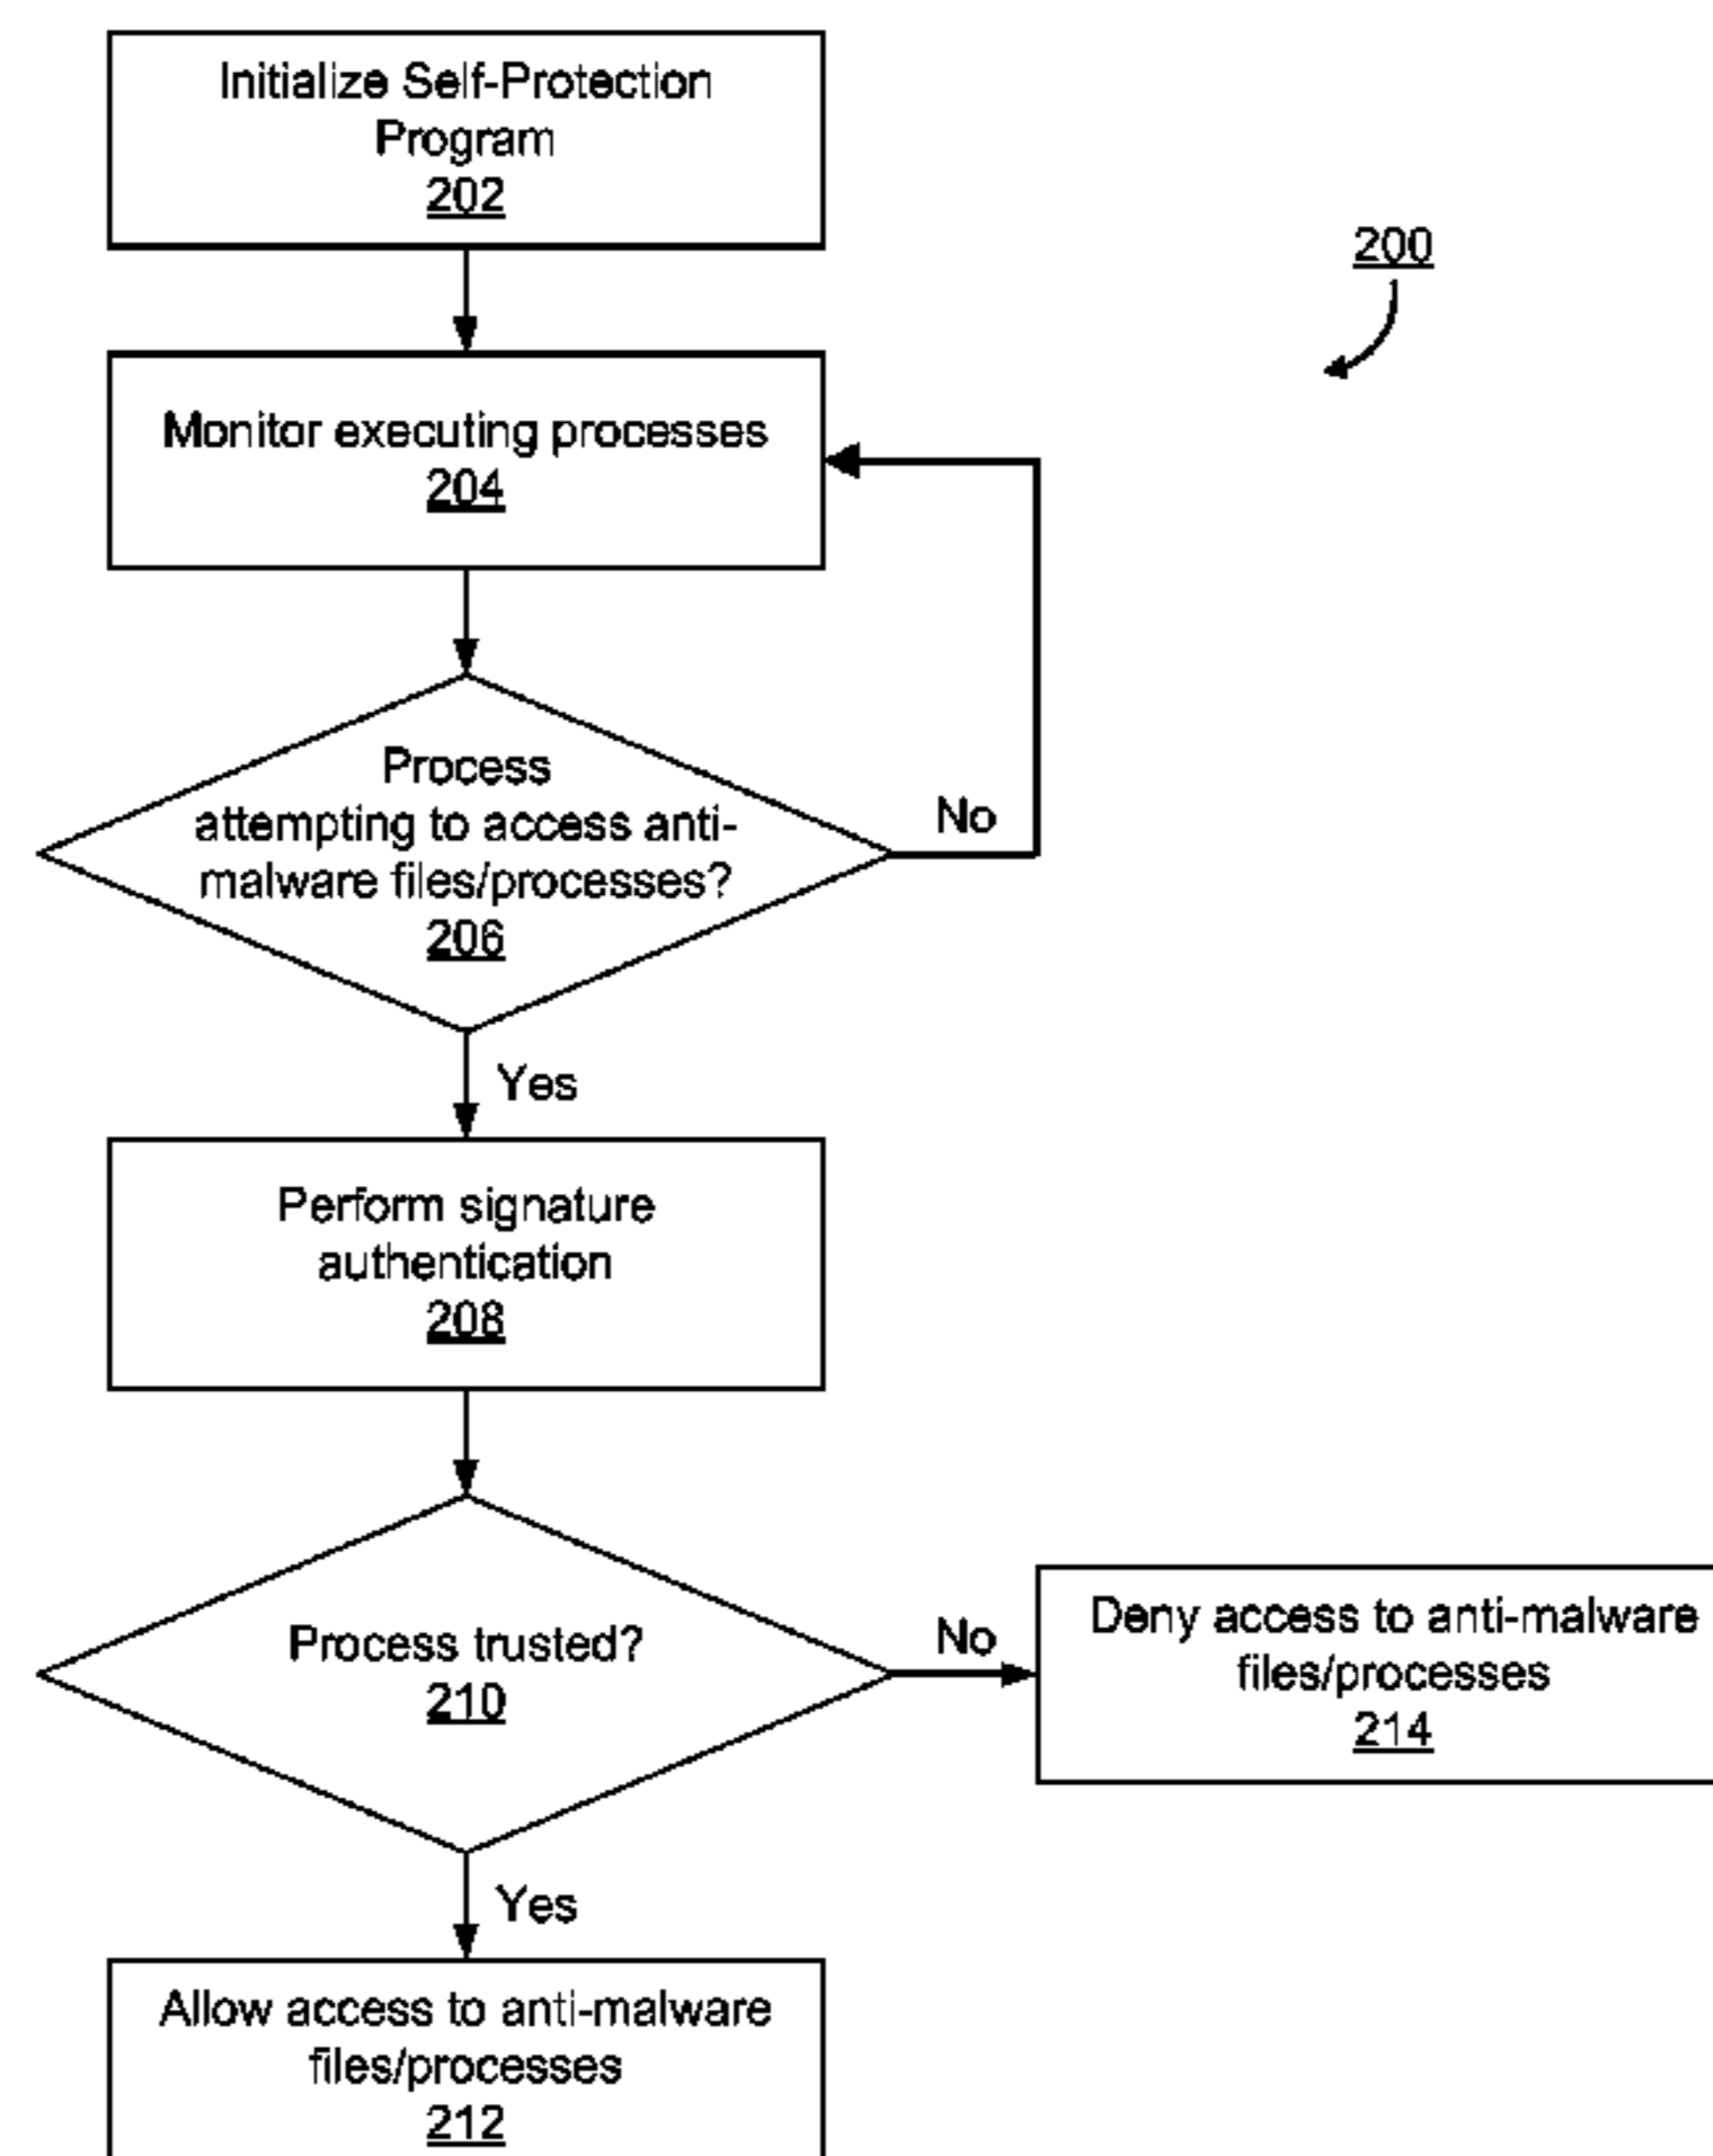 Initialize Self-Protection
Program
202
200
Monitor executing processes
204
Process
attempting to access anti-
malware files/processes?
206
No
Yes
Perform signature
authentication
208
Process trusted?
210
No
Deny access to anti-malware
files/processes
214
Yes
Allow access to anti-malware
files/processes
212